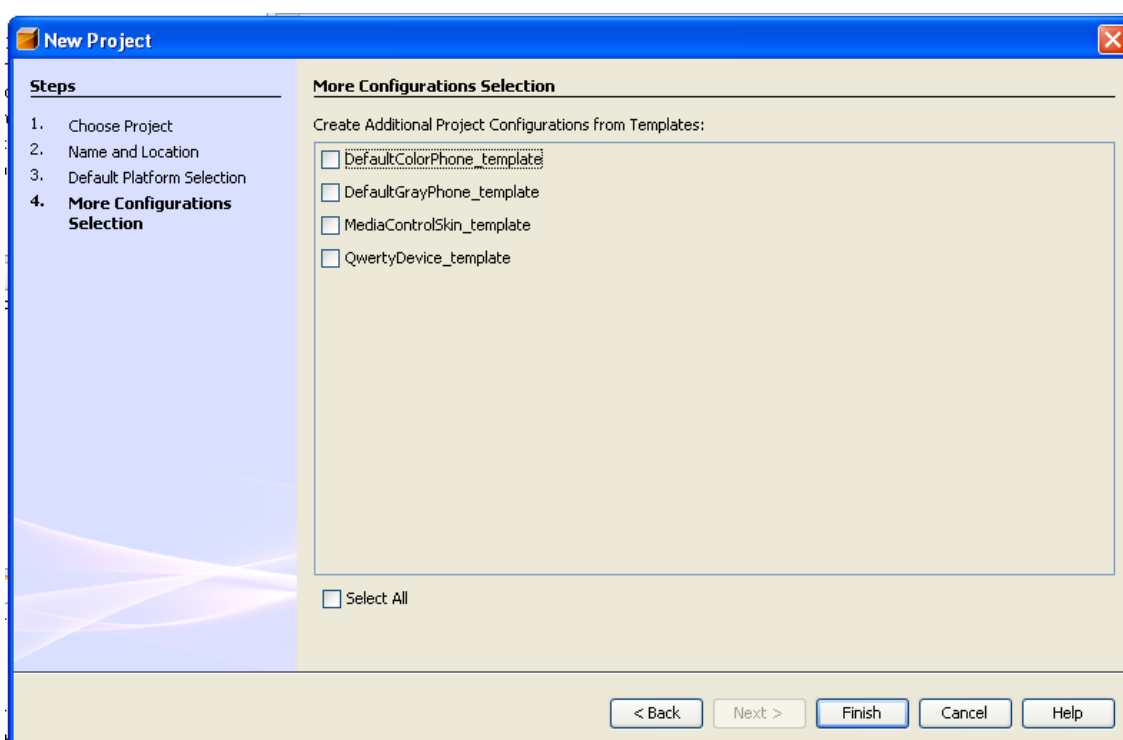 New Project
Steps
1. Choose Project
2. Name and Location
3. Default Platform Selection
4. More Configurations
Selection
More Configurations Selection
Create Additional Project Configurations from Templates:
DefaultColorPhone_template
DefaultGrayPhone_template
MediaControlSkin_template
QwertyDevice_template
Select All
< Back Next > Finish Cancel Help